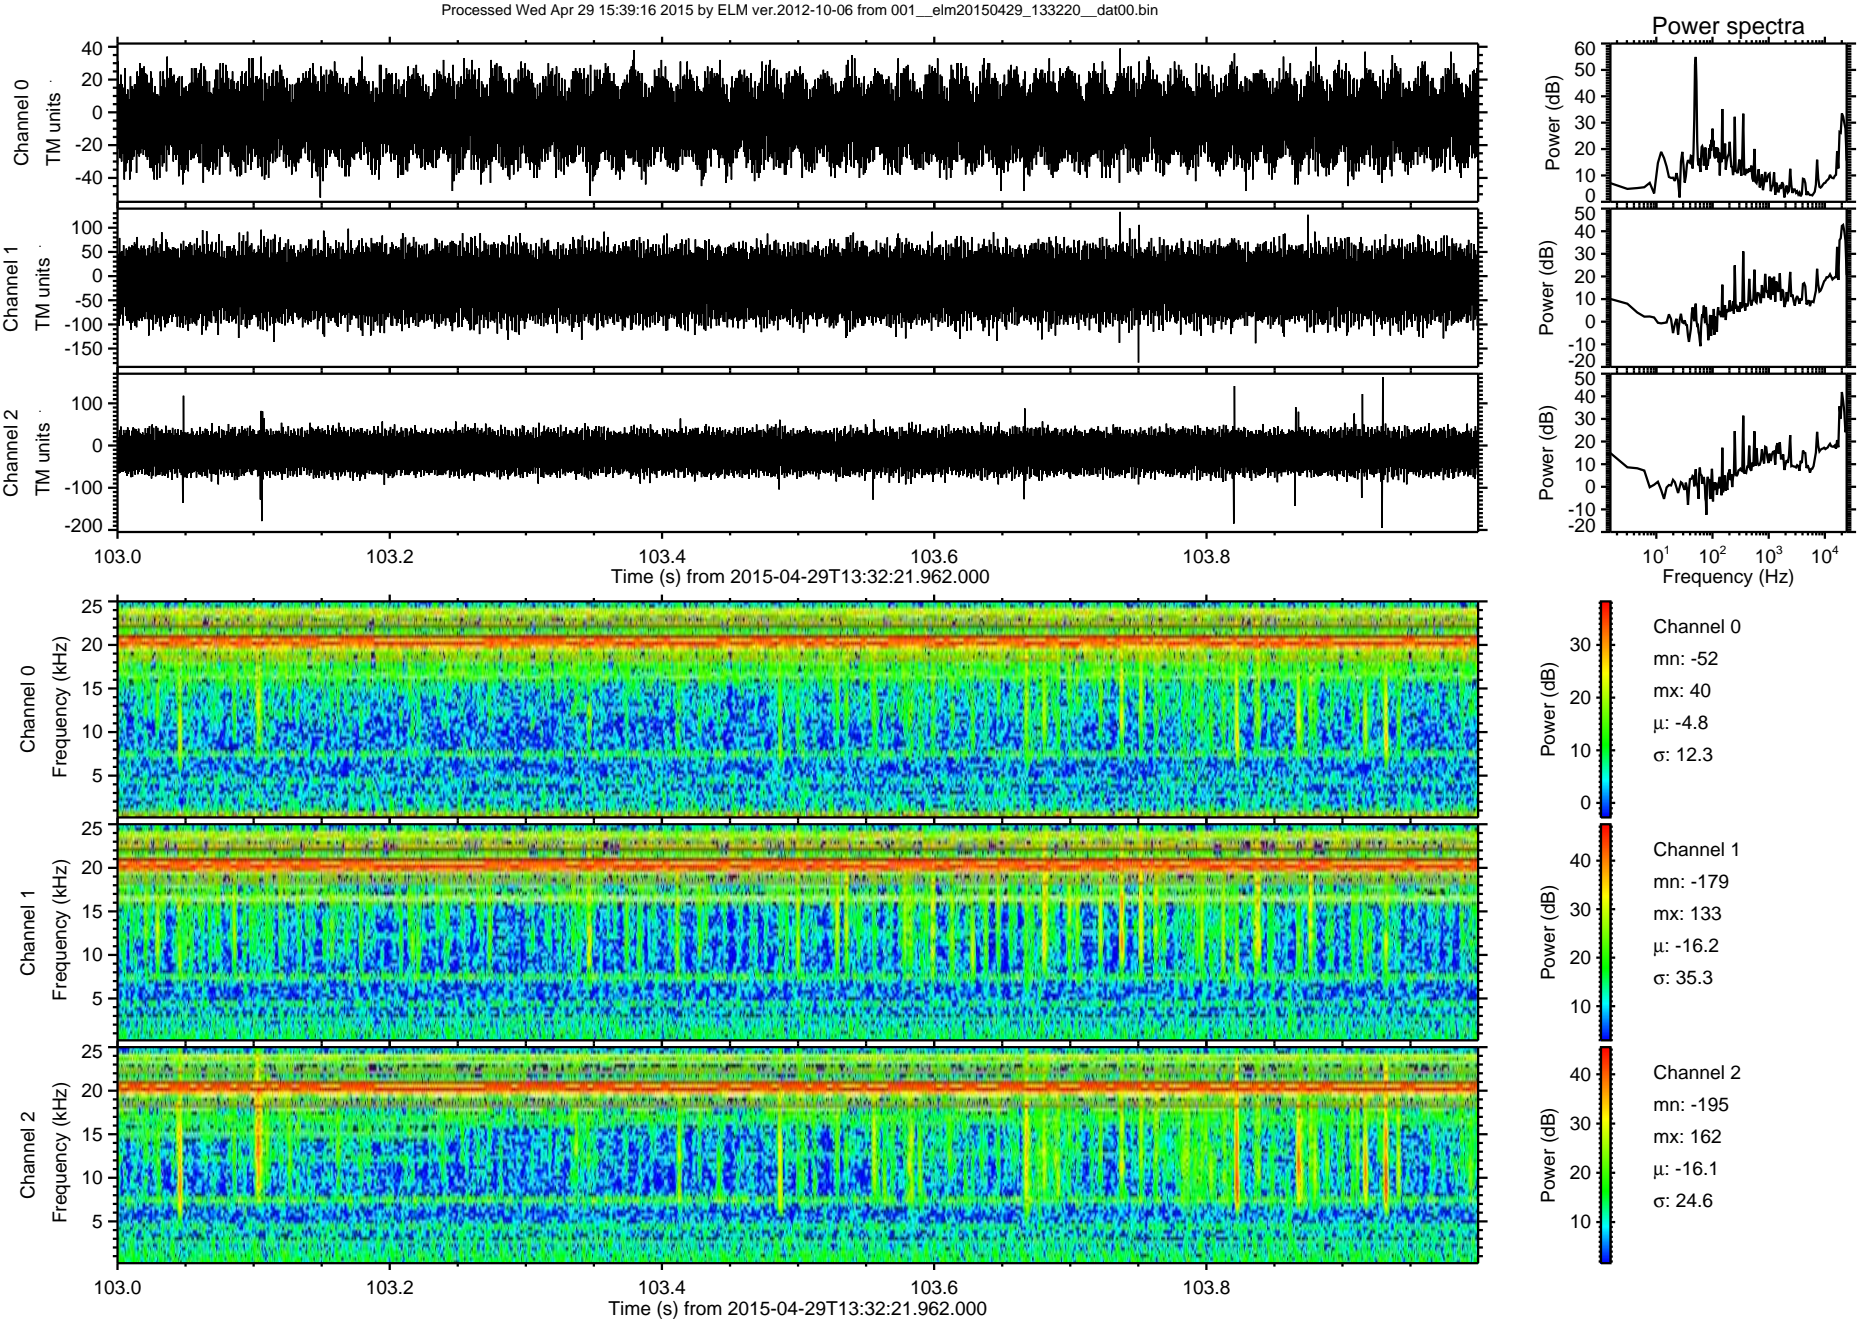 Processed Wed Apr 29 15:39:16 2015 by ELM ver.2012-10-06 from 001__elm20150429_133220__dat00.bin
Power spectra
Channel 0
TM units
40
20
0
-20
-40
Power (dB)
60
50
40
30
20
10
0
Channel 1
TM units
100
50
0
-50
-100
-150
Power (dB)
50
40
30
20
10
0
-10
-20
Channel 2
TM units
100
0
-100
-200
Power (dB)
50
40
30
20
10
0
-10
-20
103.0 103.2 103.4 103.6 103.8
Time (s) from 2015-04-29T13:32:21.962.000
10^1 10^2 10^3 10^4
Frequency (Hz)
Channel 0
Frequency (kHz)
25
20
15
10
5
Power (dB)
30
20
10
0
Channel 0
mn: -52
mx: 40
μ: -4.8
σ: 12.3
Channel 1
Frequency (kHz)
25
20
15
10
5
Power (dB)
40
30
20
10
Channel 1
mn: -179
mx: 133
μ: -16.2
σ: 35.3
Channel 2
Frequency (kHz)
25
20
15
10
5
Power (dB)
40
30
20
10
Channel 2
mn: -195
mx: 162
μ: -16.1
σ: 24.6
103.0 103.2 103.4 103.6 103.8
Time (s) from 2015-04-29T13:32:21.962.000